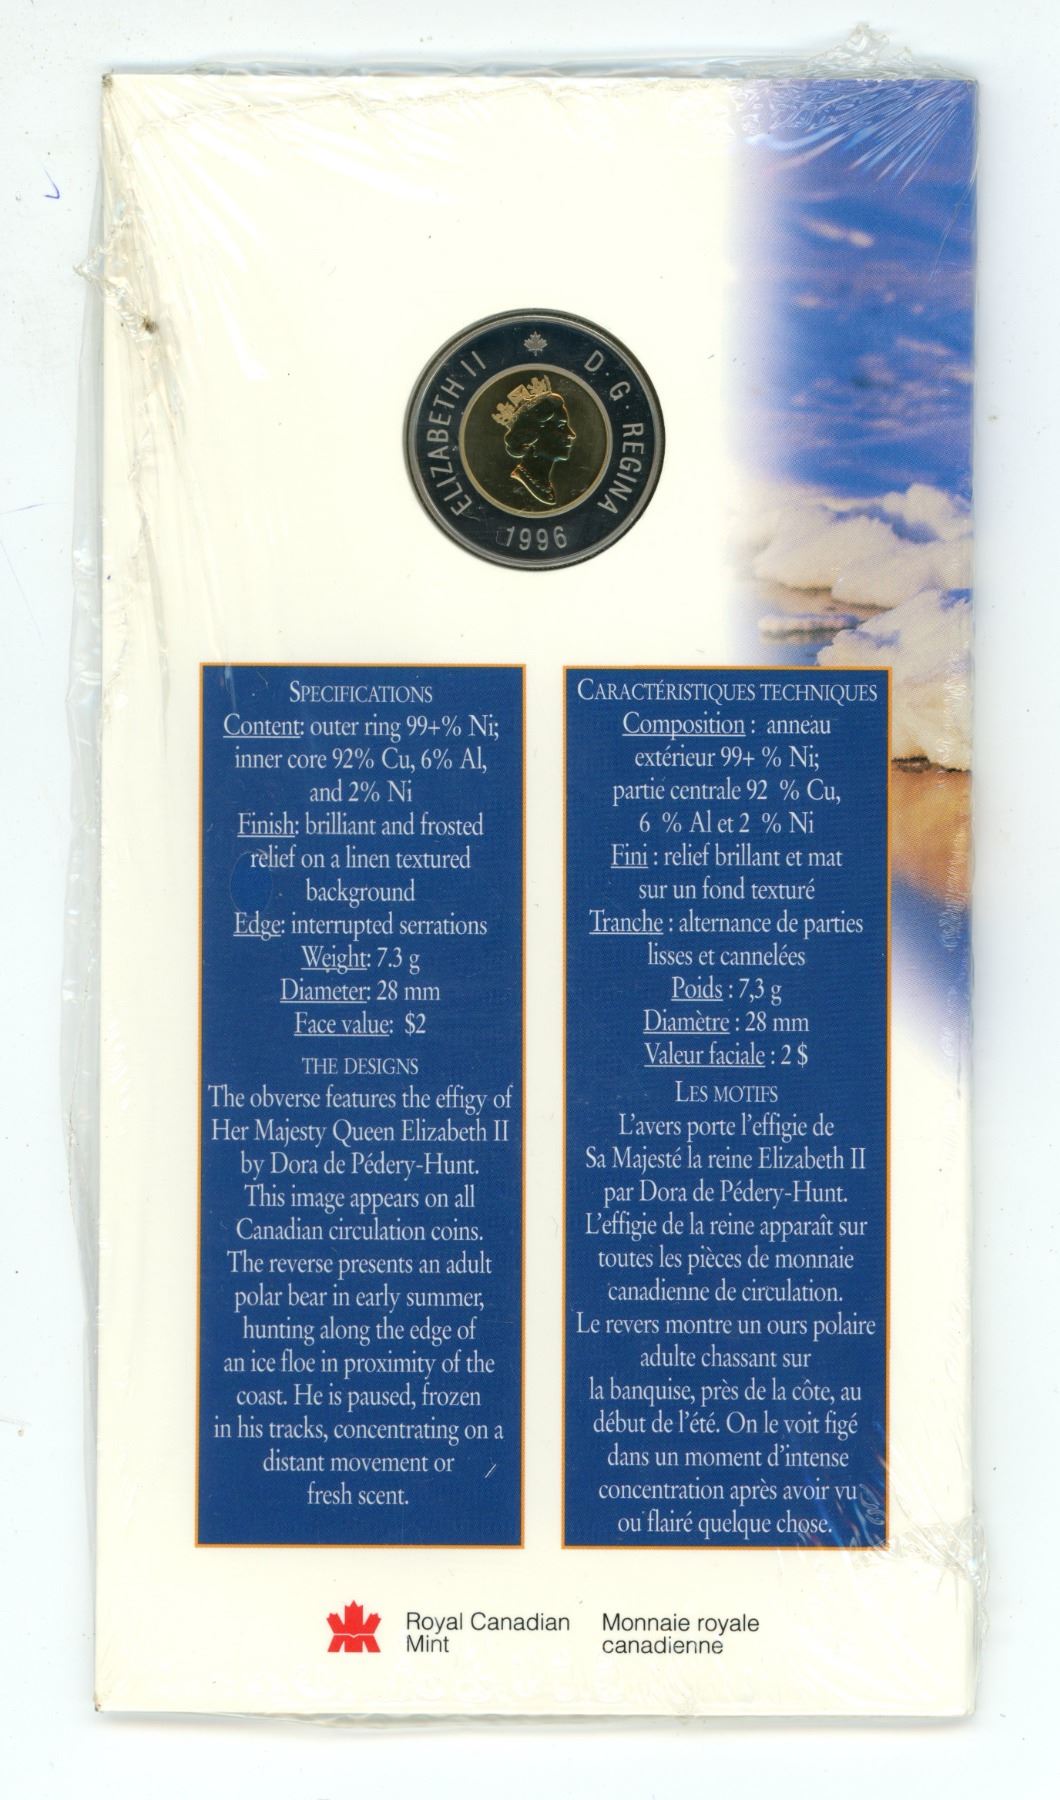 ELIZABETH II D·G· REGINA
1996
SPECIFICATIONS
Content: outer ring 99+% Ni;
inner core 92% Cu, 6% Al,
and 2% Ni
Finish: brilliant and frosted
relief on a linen textured
background
Edge: interrupted serrations
Weight: 7.3 g
Diameter: 28 mm
Face value: $2
THE DESIGNS
The obverse features the effigy of
Her Majesty Queen Elizabeth II
by Dora de Pédery-Hunt.
This image appears on all
Canadian circulation coins.
The reverse presents an adult
polar bear in early summer,
hunting along the edge of
an ice floe in proximity of the
coast. He is paused, frozen
in his tracks, concentrating on a
distant movement or
fresh scent.
CARACTÉRISTIQUES TECHNIQUES
Composition : anneau
extérieur 99+ % Ni;
partie centrale 92 % Cu,
6 % Al et 2 % Ni
Fini : relief brillant et mat
sur un fond texturé
Tranche : alternance de parties
lisses et cannelées
Poids : 7,3 g
Diamètre : 28 mm
Valeur faciale : 2 $
LES MOTIFS
L'avers porte l'effigie de
Sa Majesté la reine Elizabeth II
par Dora de Pédery-Hunt.
L'effigie de la reine apparaît sur
toutes les pièces de monnaie
canadienne de circulation.
Le revers montre un ours polaire
adulte chassant sur
la banquise, près de la côte, au
début de l'été. On le voit figé
dans un moment d'intense
concentration après avoir vu
ou flairé quelque chose.
Royal Canadian
Mint
Monnaie royale
canadienne